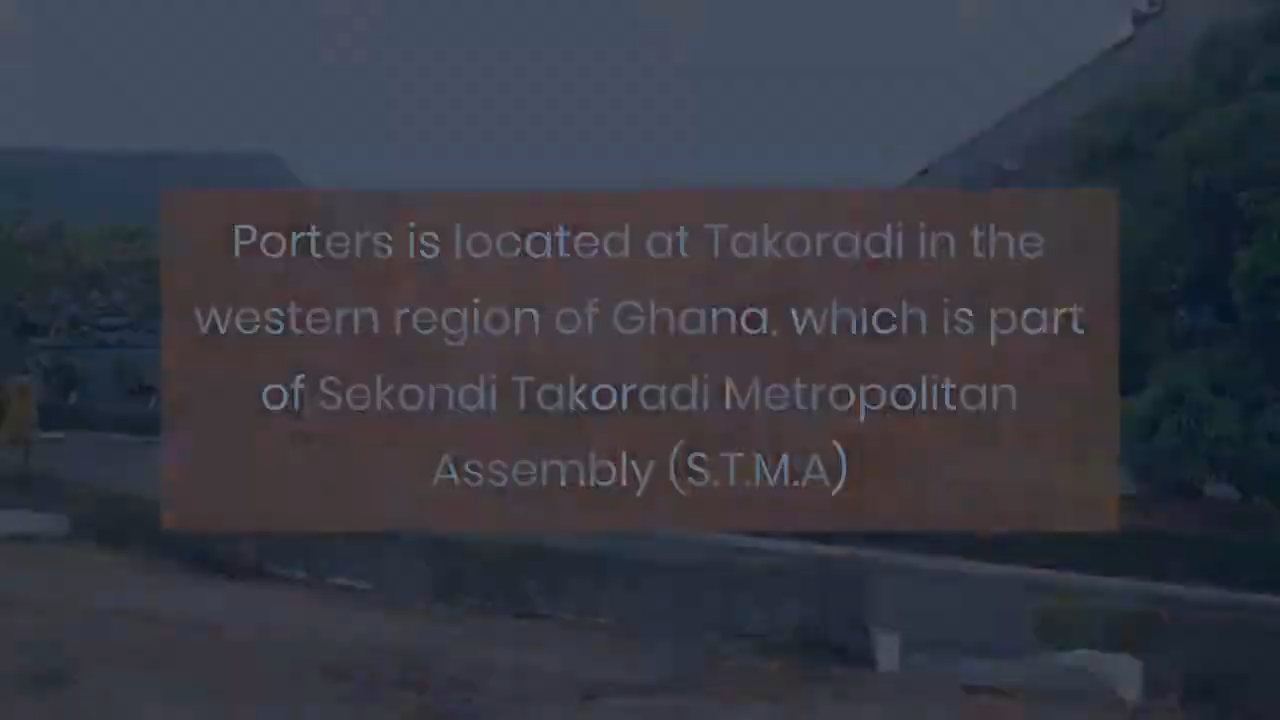 Porters is located at Takoradi in the
western region of Ghana, which is part
of Sekondi Takoradi Metropolitan
Assembly (S.T.M.A)